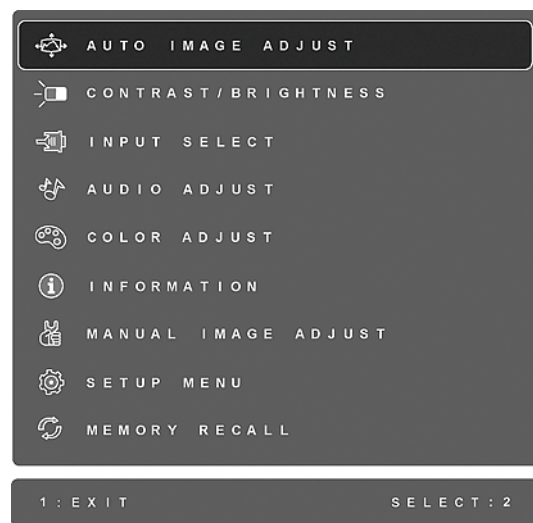 AUTO IMAGE ADJUST
CONTRAST/BRIGHTNESS
INPUT SELECT
AUDIO ADJUST
COLOR ADJUST
INFORMATION
MANUAL IMAGE ADJUST
SETUP MENU
MEMORY RECALL
1:EXIT SELECT:2